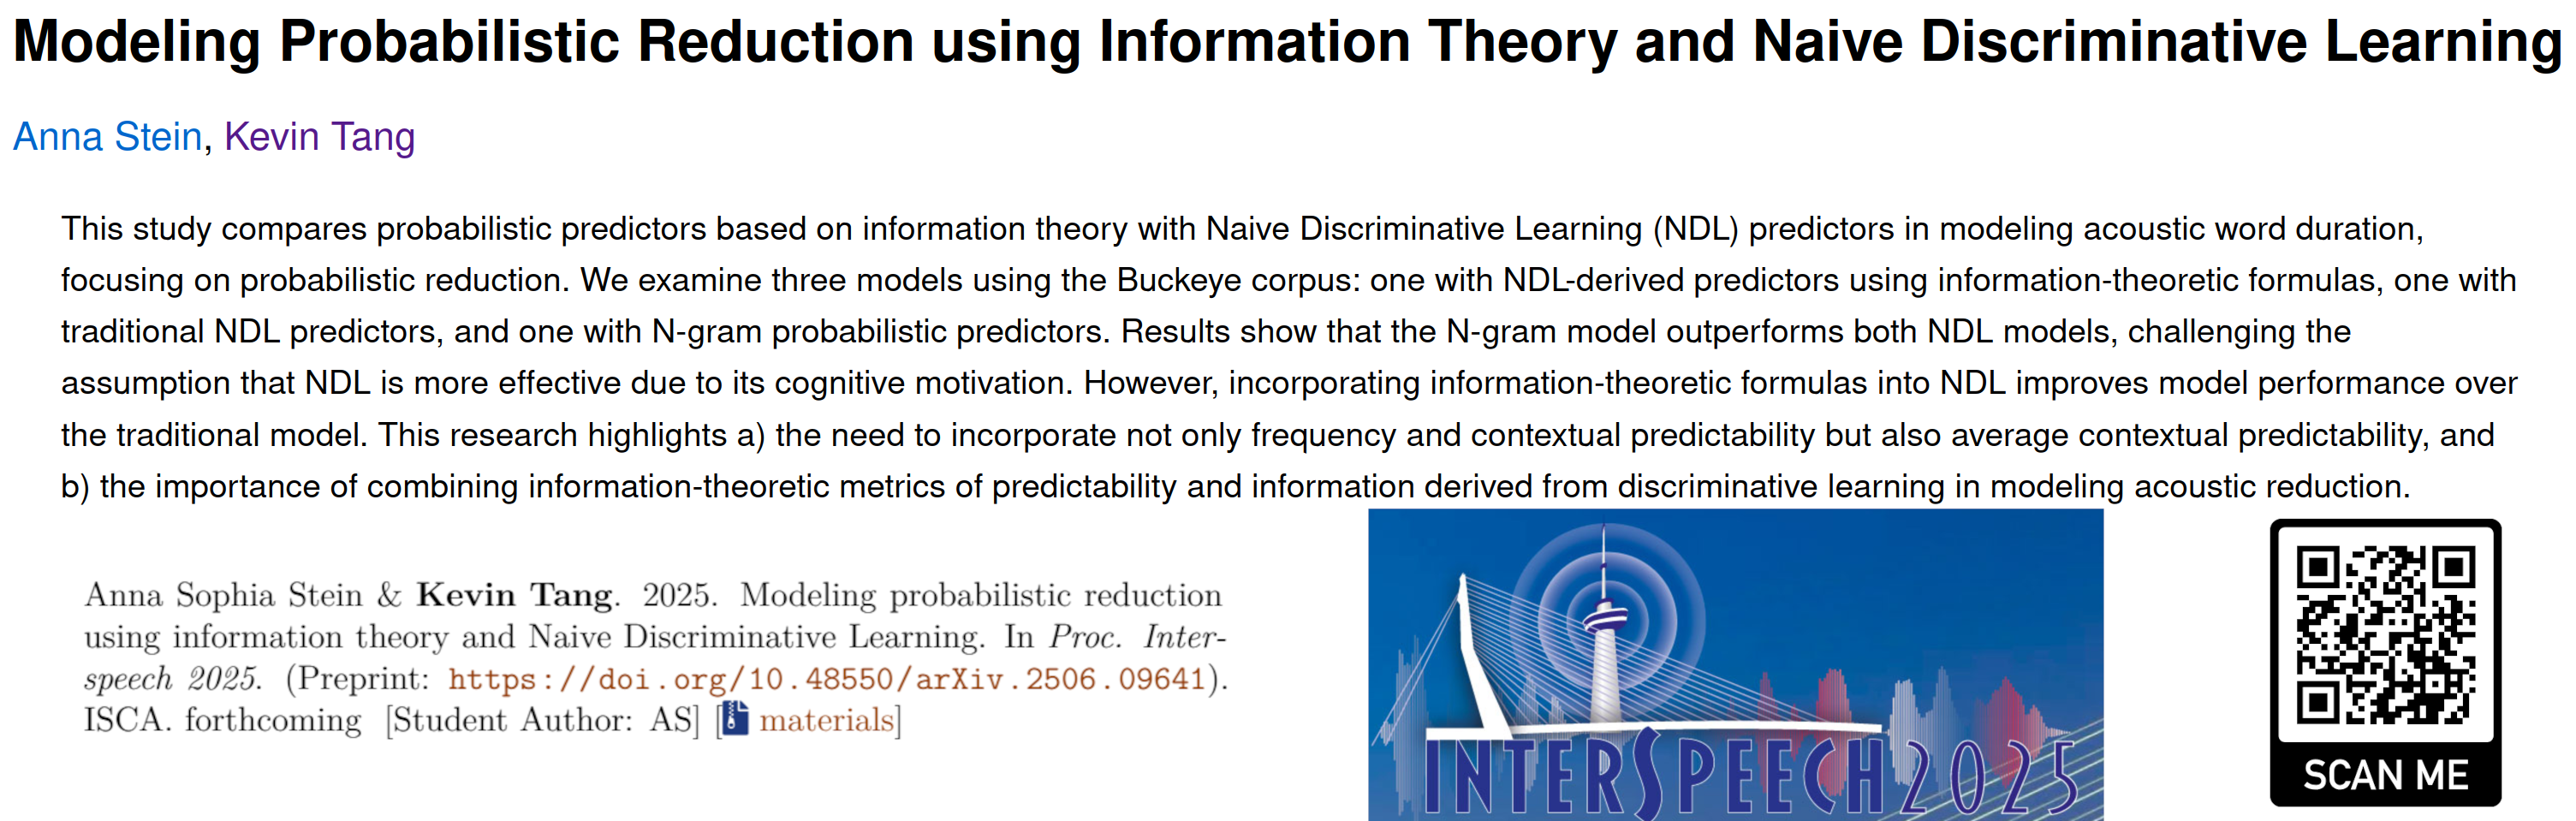 Modeling Probabilistic Reduction using Information Theory and Naive Discriminative Learning
Anna Stein, Kevin Tang
This study compares probabilistic predictors based on information theory with Naive Discriminative Learning (NDL) predictors in modeling acoustic word duration,
focusing on probabilistic reduction. We examine three models using the Buckeye corpus: one with NDL-derived predictors using information-theoretic formulas, one with
traditional NDL predictors, and one with N-gram probabilistic predictors. Results show that the N-gram model outperforms both NDL models, challenging the
assumption that NDL is more effective due to its cognitive motivation. However, incorporating information-theoretic formulas into NDL improves model performance over
the traditional model. This research highlights a) the need to incorporate not only frequency and contextual predictability but also average contextual predictability, and
b) the importance of combining information-theoretic metrics of predictability and information derived from discriminative learning in modeling acoustic reduction.
Anna Sophia Stein & Kevin Tang. 2025. Modeling probabilistic reduction
using information theory and Naive Discriminative Learning. In Proc. Inter-
speech 2025. (Preprint: https://doi.org/10.48550/arXiv.2506.09641).
ISCA. forthcoming [Student Author: AS] [materials]
INTERSPEECH 2025
SCAN ME